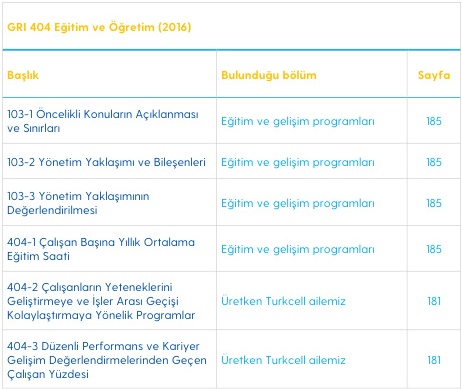 GRI 404 Eğitim ve Öğretim (2016)
Başlık Bulunduğu bölüm Sayfa
103-1 Öncelikli Konuların Açıklanması
ve Sınırları Eğitim ve gelişim programları 185
103-2 Yönetim Yaklaşımı ve Bileşenleri Eğitim ve gelişim programları 185
103-3 Yönetim Yaklaşımının
Değerlendirilmesi Eğitim ve gelişim programları 185
404-1 Çalışan Başına Yıllık Ortalama
Eğitim Saati Eğitim ve gelişim programları 185
404-2 Çalışanların Yeteneklerini
Geliştirmeye ve İşler Arası Geçişi
Kolaylaştırmaya Yönelik Programlar Üretken Turkcell ailemiz 181
404-3 Düzenli Performans ve Kariyer
Gelişim Değerlendirmelerinden Geçen
Çalışan Yüzdesi Üretken Turkcell ailemiz 181